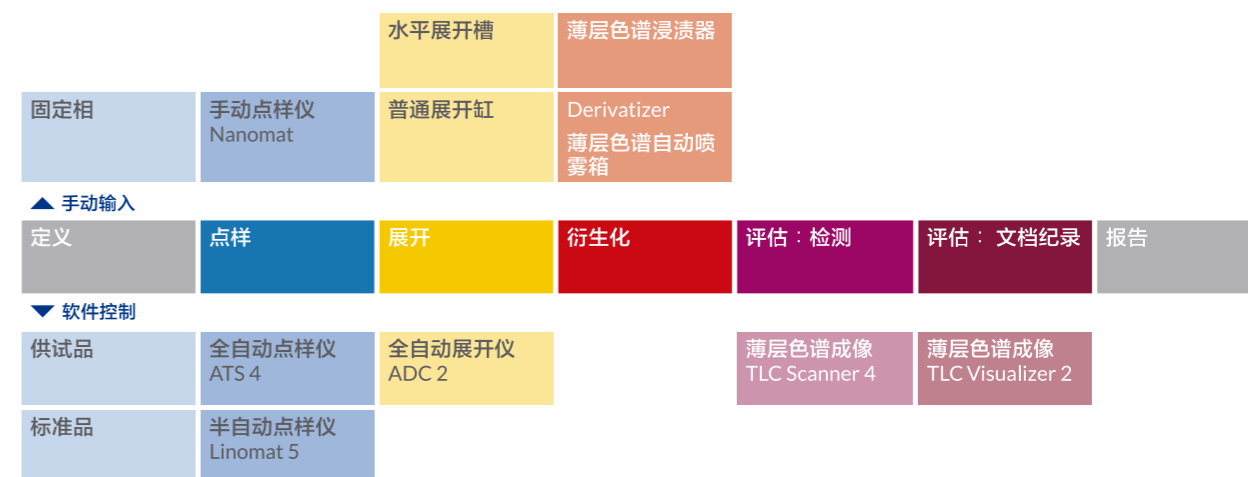 水平展开槽
薄层色谱浸渍器
固定相
手动点样仪
Nanomat
普通展开缸
Derivatizer
薄层色谱自动喷
雾箱
手动输入
定义
点样
展开
衍生化
评估：检测
评估： 文档纪录
报告
软件控制
供试品
全自动点样仪
ATS 4
全自动展开仪
ADC 2
薄层色谱成像
TLC Scanner 4
薄层色谱成像
TLC Visualizer 2
标准品
半自动点样仪
Linomat 5